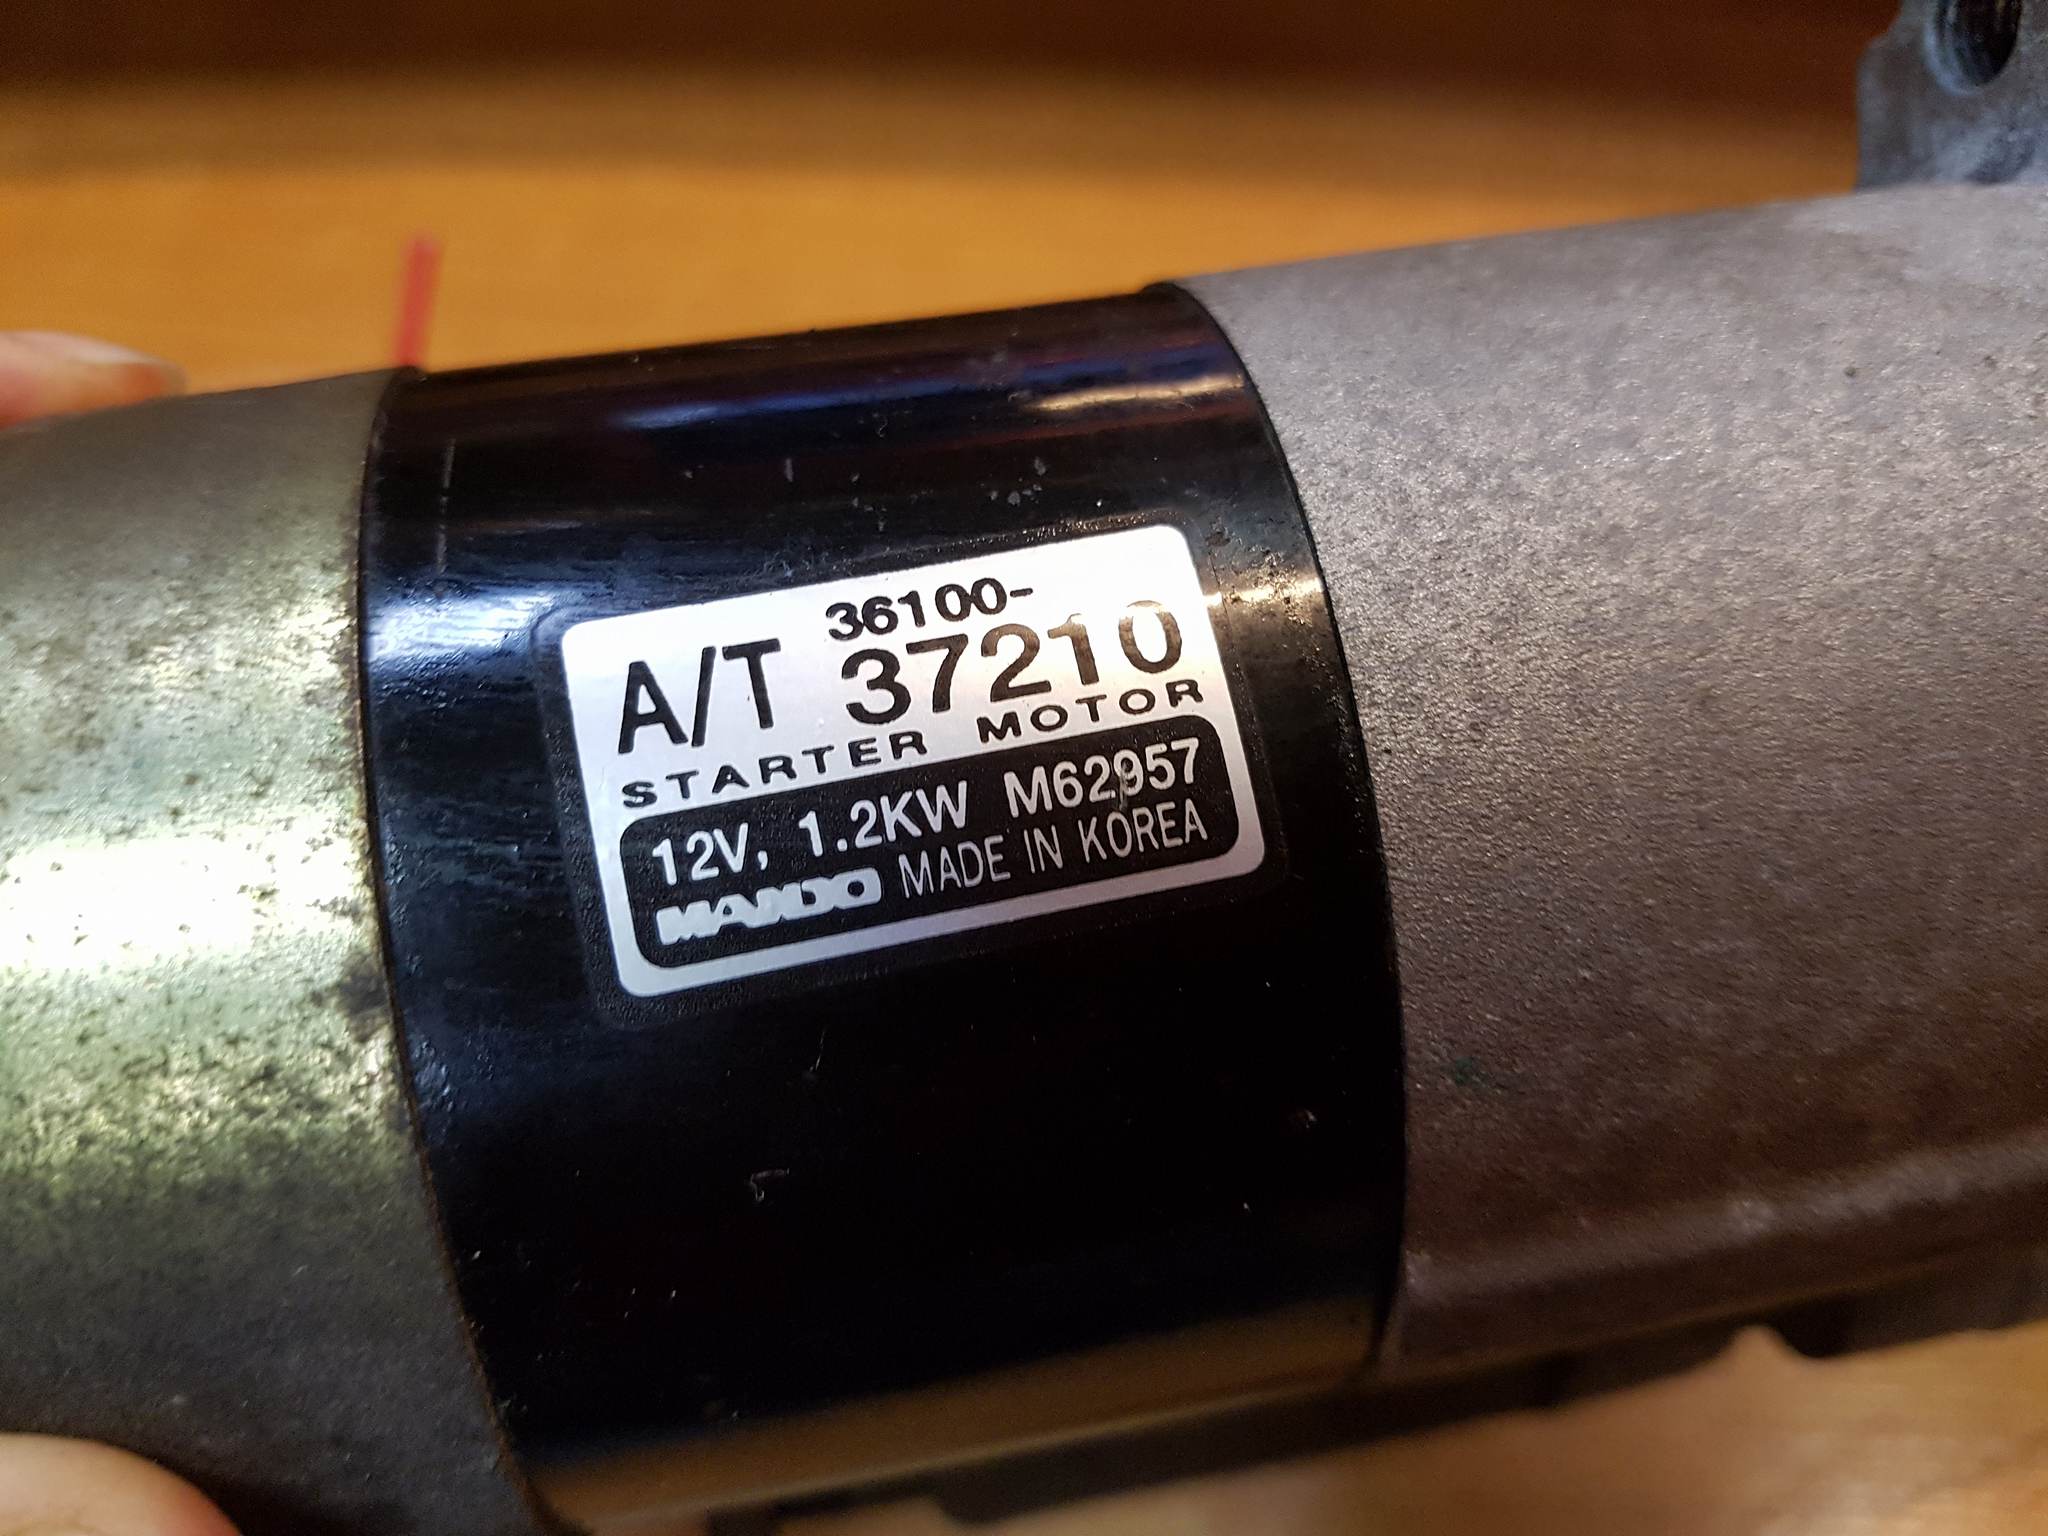 36100-
A/T 37210
STARTER MOTOR
12V, 1.2KW M62957
MANDO MADE IN KOREA